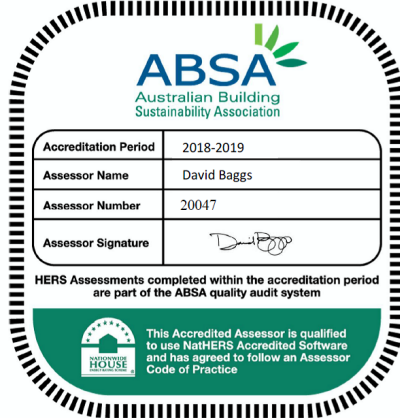 ABSA
Australian Building
Sustainability Association
Accreditation Period 2018-2019
Assessor Name David Baggs
Assessor Number 20047
Assessor Signature David Baggs
HERS Assessments completed within the accreditation period
are part of the ABSA quality audit system
NATIONWIDE
HOUSE
This Accredited Assessor is qualified
to use NatHERS Accredited Software
and has agreed to follow an Assessor
Code of Practice